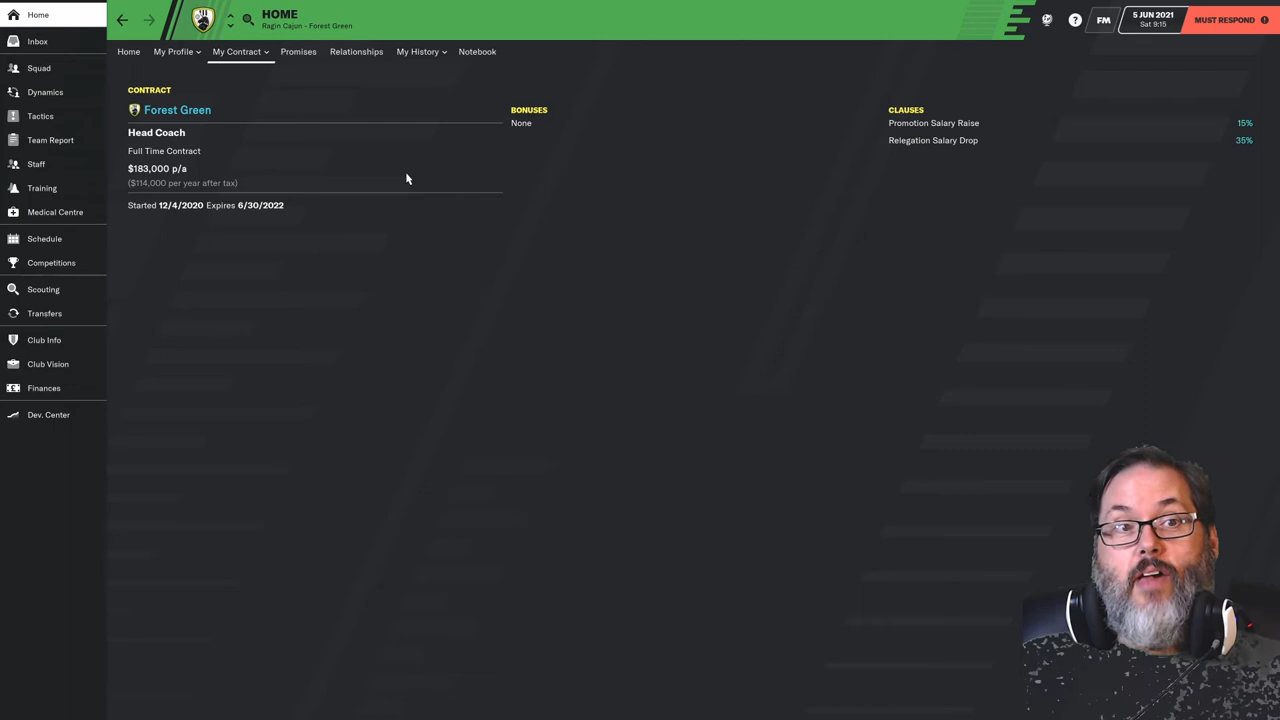 Home
HOME
Ragin Cajun - Forest Green
FM
5 JUN 2021
Sat 9:15
MUST RESPOND
Inbox
Squad
Dynamics
Tactics
Team Report
Staff
Training
Medical Centre
Schedule
Competitions
Scouting
Transfers
Club Info
Club Vision
Finances
Dev. Center
Home
My Profile
My Contract
Promises
Relationships
My History
Notebook
CONTRACT
Forest Green
Head Coach
Full Time Contract
$183,000 p/a
($114,000 per year after tax)
Started 12/4/2020 Expires 6/30/2022
BONUSES
None
CLAUSES
Promotion Salary Raise 15%
Relegation Salary Drop 35%